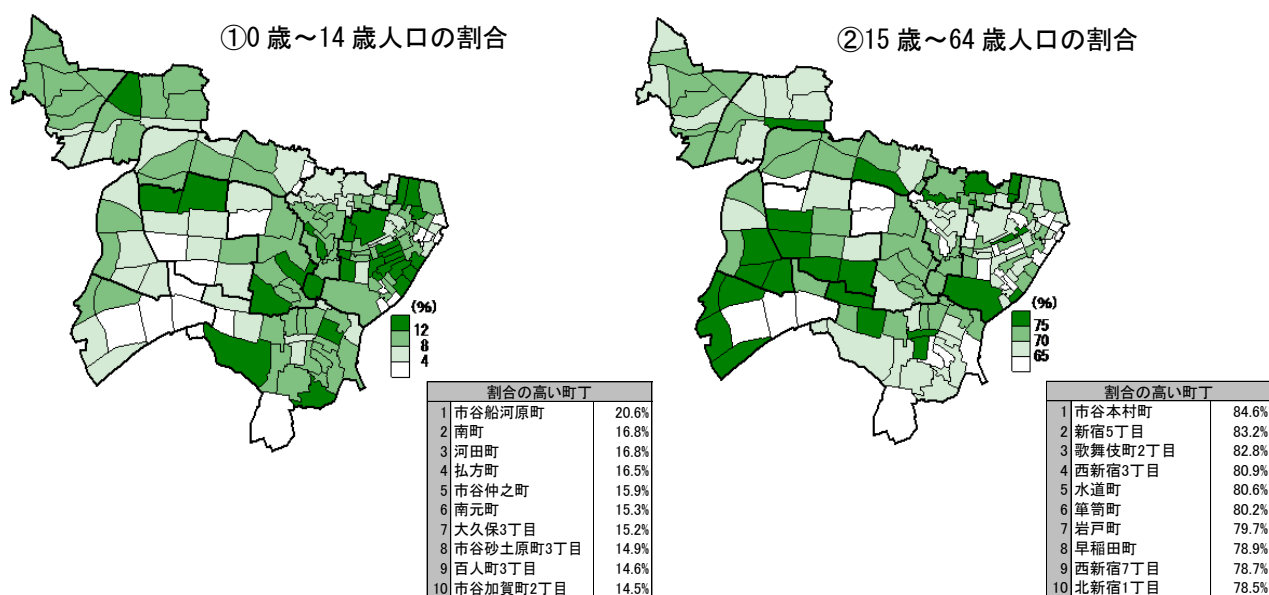 ①0 歳～14 歳人口の割合
(%)
12
8
4
割合の高い町丁
1 市谷船河原町 20.6%
2 南町 16.8%
3 河田町 16.8%
4 払方町 16.5%
5 市谷仲之町 15.9%
6 南元町 15.3%
7 大久保3丁目 15.2%
8 市谷砂土原町3丁目 14.9%
9 百人町3丁目 14.6%
10 市谷加賀町2丁目 14.5%
②15 歳～64 歳人口の割合
(%)
75
70
65
割合の高い町丁
1 市谷本村町 84.6%
2 新宿5丁目 83.2%
3 歌舞伎町2丁目 82.8%
4 西新宿3丁目 80.9%
5 水道町 80.6%
6 箪笥町 80.2%
7 岩戸町 79.7%
8 早稲田町 78.9%
9 西新宿7丁目 78.7%
10 北新宿1丁目 78.5%